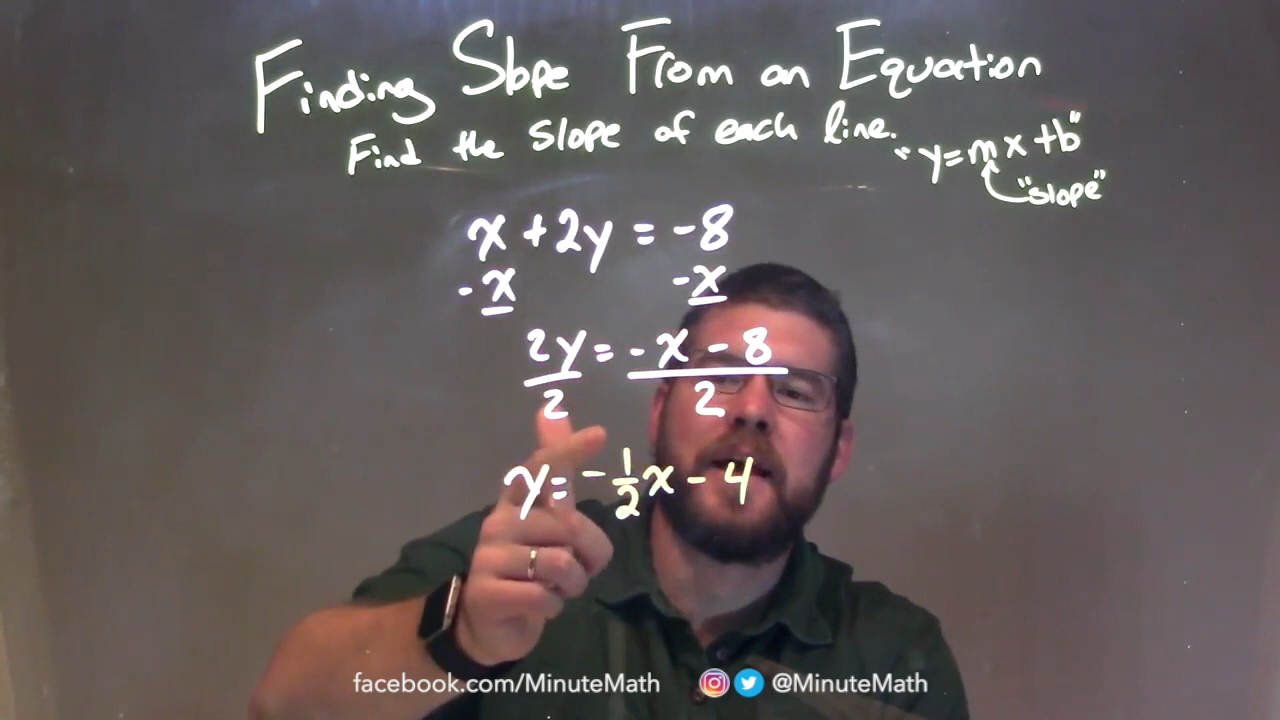 Finding Slope From an Equation
Find the slope of each line.
"y=mx+b"
"slope"
x+2y=-8
-x -x
2y=-x-8
2 2
y=-1/2x-4
facebook.com/MinuteMath @MinuteMath